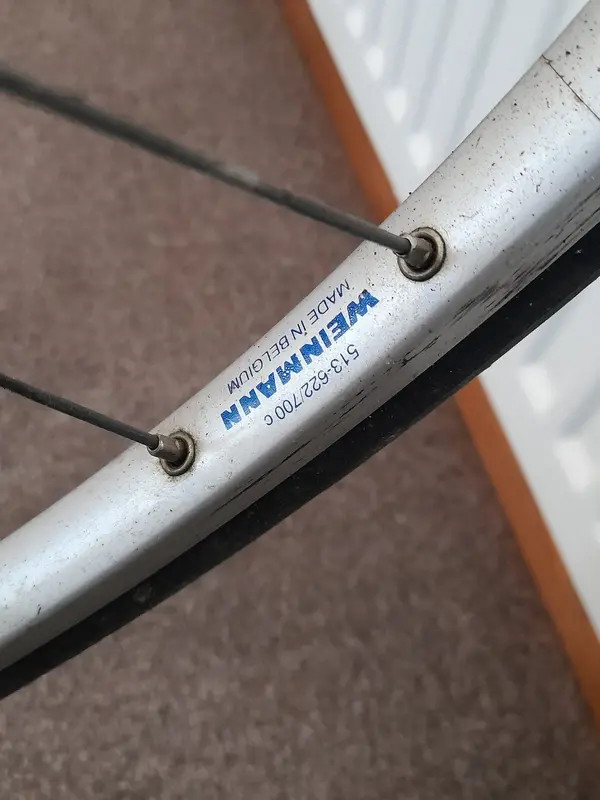 513-622/700 c
WEINMANN
MADE IN BELGIUM